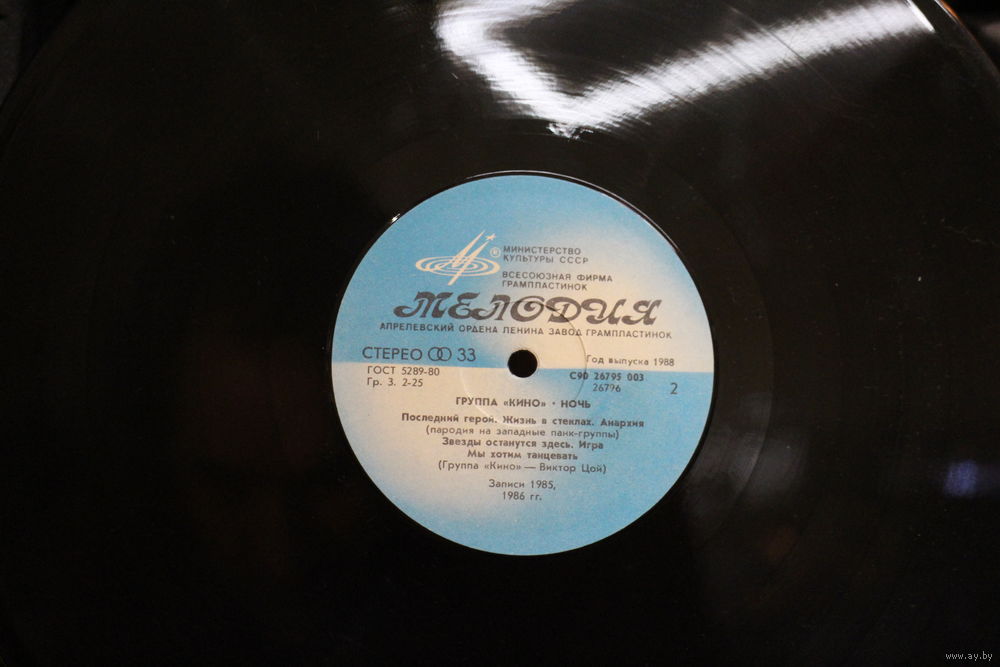 ® МИНИСТЕРСТВО
КУЛЬТУРЫ СССР
ВСЕСОЮЗНАЯ ФИРМА
ГРАМПЛАСТИНОК
МЕЛОДИЯ
АПРЕЛЕВСКИЙ ОРДЕНА ЛЕНИНА ЗАВОД ГРАМПЛАСТИНОК
СТЕРЕО 33
Год выпуска 1988
ГОСТ 5289-80
Гр. 3. 2-25
С90 26795 003
26796
2
ГРУППА «КИНО» · НОЧЬ
Последний герой. Жизнь в стеклах. Анархия
(пародия на западные панк-группы)
Звезды останутся здесь. Игра
Мы хотим танцевать
(Группа «Кино» — Виктор Цой)
Записи 1985,
1986 гг.
www.ay.by